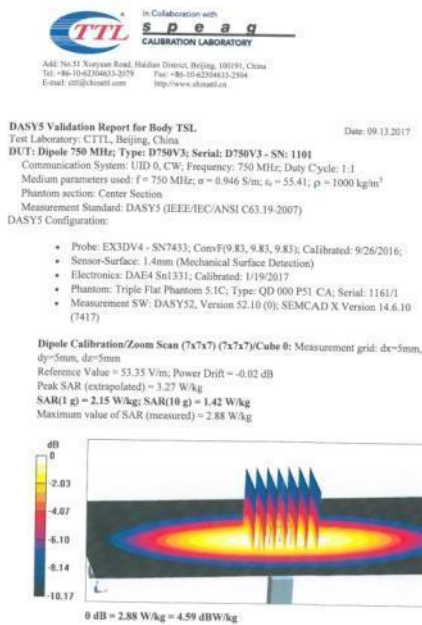 TTL
In Collaboration with
s p e a g
CALIBRATION LABORATORY
Add: No.51 Xueyuan Road, Haidian District, Beijing, 100191, China
Tel: +86-10-62304633-2079 Fax: +86-10-62304633-2504
E-mail: cttl@chinattl.com http://www.chinattl.cn
DASY5 Validation Report for Body TSL Date: 09.13.2017
Test Laboratory: CTTL, Beijing, China
DUT: Dipole 750 MHz; Type: D750V3; Serial: D750V3 - SN: 1101
Communication System: UID 0, CW; Frequency: 750 MHz; Duty Cycle: 1:1
Medium parameters used: f = 750 MHz; σ = 0.946 S/m; εr = 55.41; ρ = 1000 kg/m³
Phantom section: Center Section
Measurement Standard: DASY5 (IEEE/IEC/ANSI C63.19-2007)
DASY5 Configuration:
• Probe: EX3DV4 - SN7433; ConvF(9.83, 9.83, 9.83); Calibrated: 9/26/2016;
• Sensor-Surface: 1.4mm (Mechanical Surface Detection)
• Electronics: DAE4 Sn1331; Calibrated: 1/19/2017
• Phantom: Triple Flat Phantom 5.1C; Type: QD 000 P51 CA; Serial: 1161/1
• Measurement SW: DASY52, Version 52.10 (0); SEMCAD X Version 14.6.10
(7417)
Dipole Calibration/Zoom Scan (7x7x7) (7x7x7)/Cube 0: Measurement grid: dx=5mm,
dy=5mm, dz=5mm
Reference Value = 53.35 V/m; Power Drift = -0.02 dB
Peak SAR (extrapolated) = 3.27 W/kg
SAR(1 g) = 2.15 W/kg; SAR(10 g) = 1.42 W/kg
Maximum value of SAR (measured) = 2.88 W/kg
dB
0
-2.03
-4.07
-6.10
-8.14
-10.17
0 dB = 2.88 W/kg = 4.59 dBW/kg